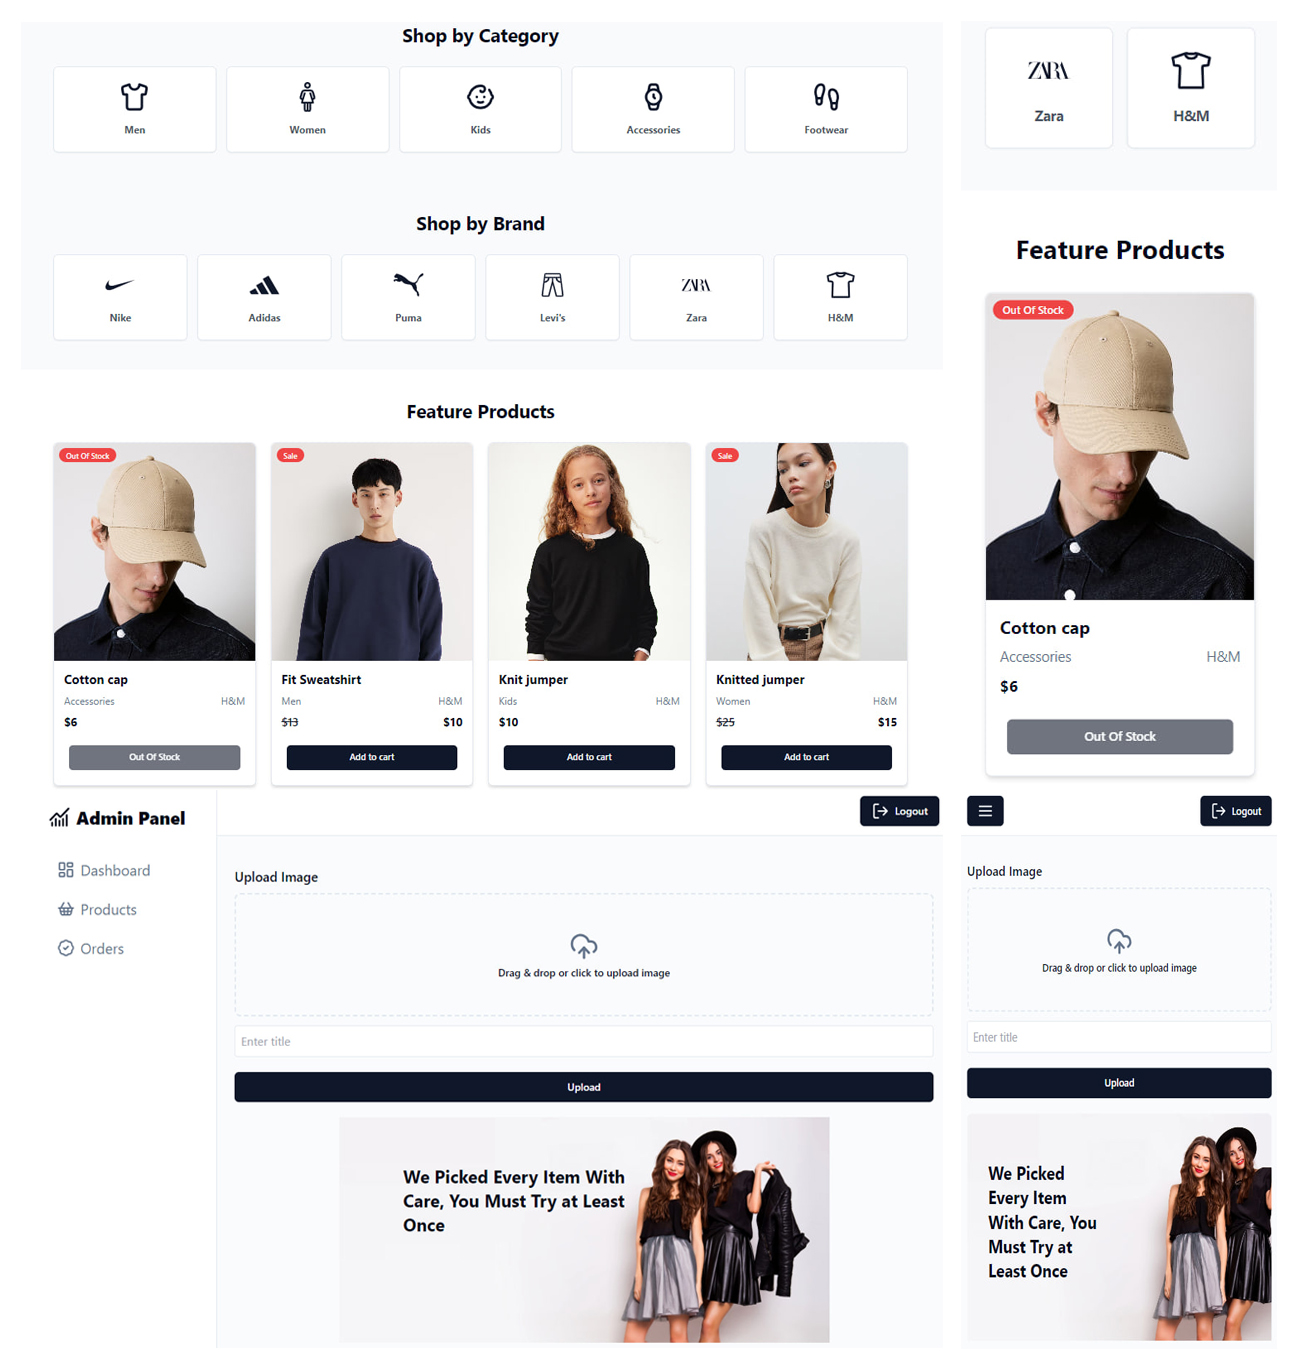 Shop by Category
Men
Women
Kids
Accessories
Footwear
Shop by Brand
Nike
Adidas
Puma
Levi's
ZARA
Zara
H&M
Feature Products
Out Of Stock
Cotton cap
Accessories H&M
$6
Out Of Stock
Sale
Fit Sweatshirt
Men H&M
$13 $10
Add to cart
Knit jumper
Kids H&M
$10
Add to cart
Sale
Knitted jumper
Women H&M
$25 $15
Add to cart
ZARA
Zara
H&M
Feature Products
Out Of Stock
Cotton cap
Accessories H&M
$6
Out Of Stock
Admin Panel
Dashboard
Products
Orders
Logout
Upload Image
Drag & drop or click to upload image
Enter title
Upload
We Picked Every Item With
Care, You Must Try at Least
Once
Logout
Upload Image
Drag & drop or click to upload image
Enter title
Upload
We Picked
Every Item
With Care, You
Must Try at
Least Once